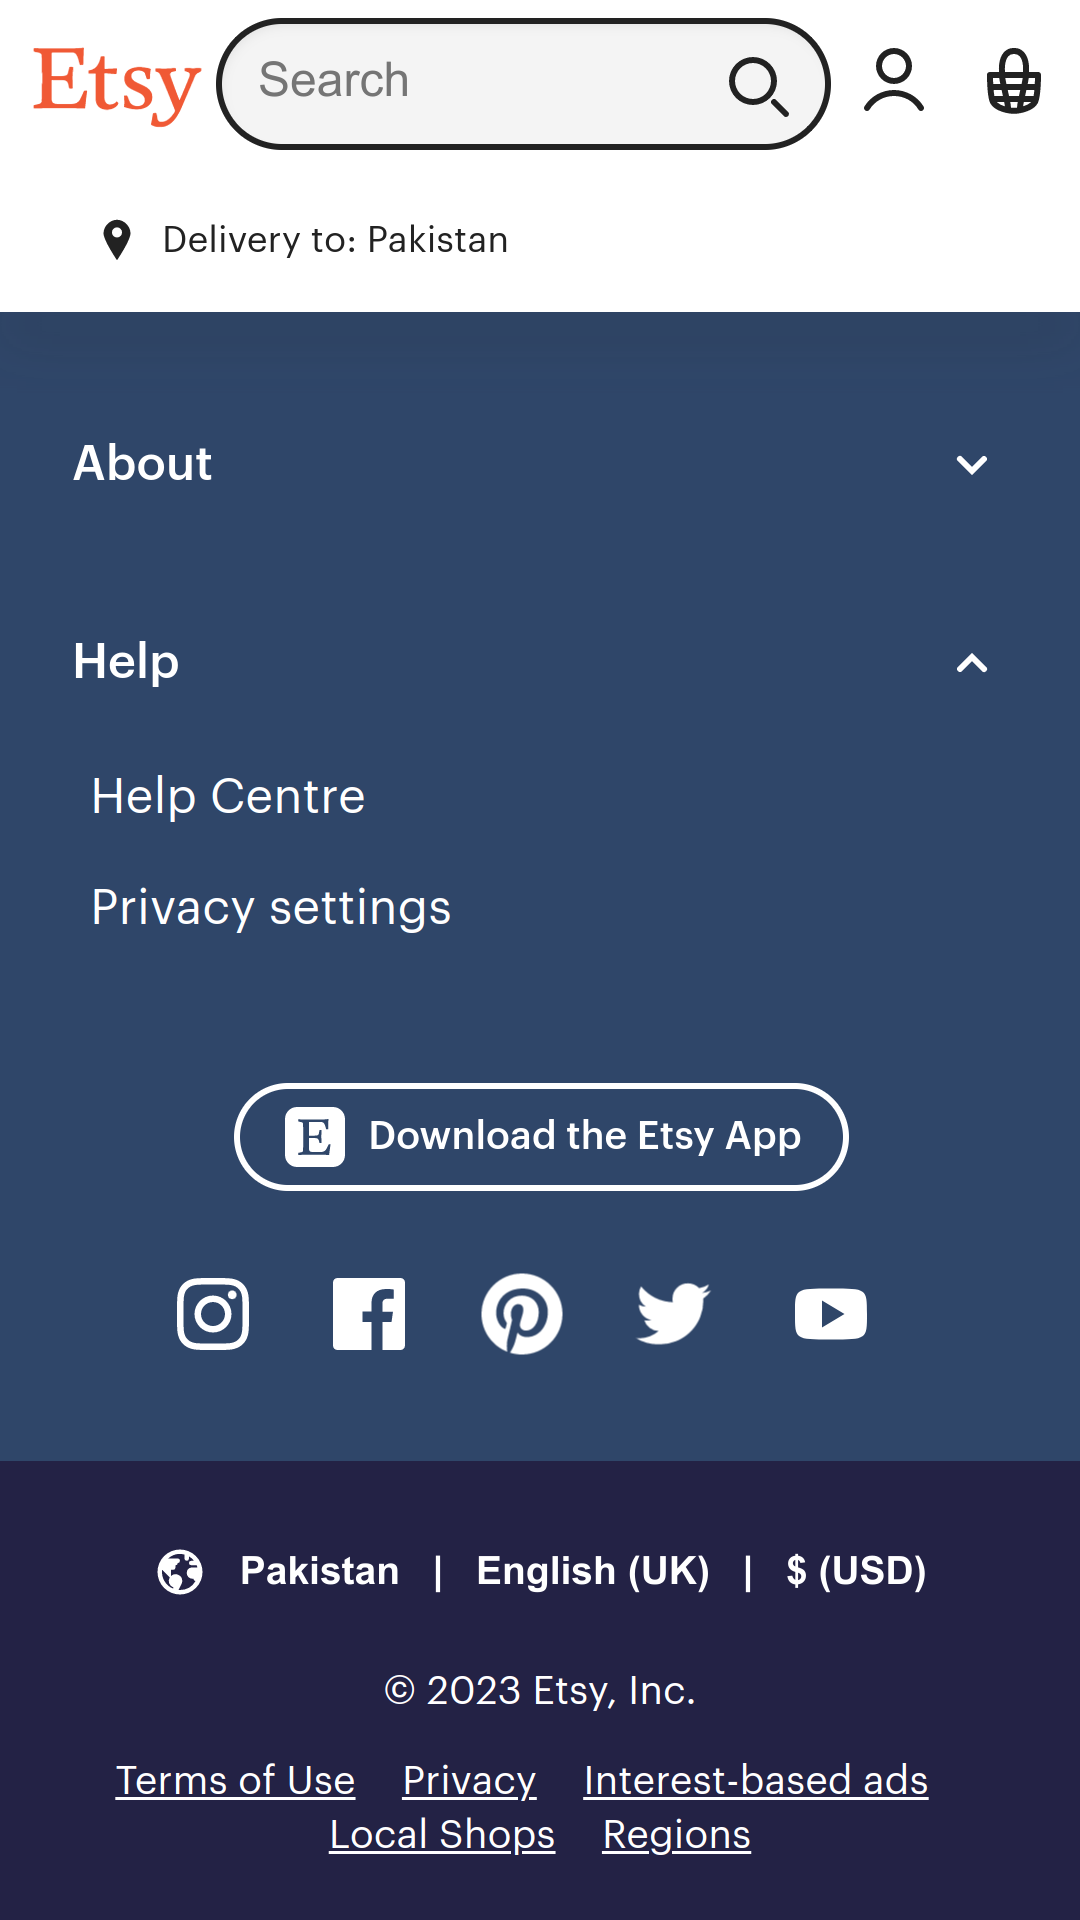 Etsy
Search
Delivery to: Pakistan
About
Help
Help Centre
Privacy settings
E Download the Etsy App
Pakistan | English (UK) | $ (USD)
© 2023 Etsy, Inc.
Terms of Use Privacy Interest-based ads
Local Shops Regions